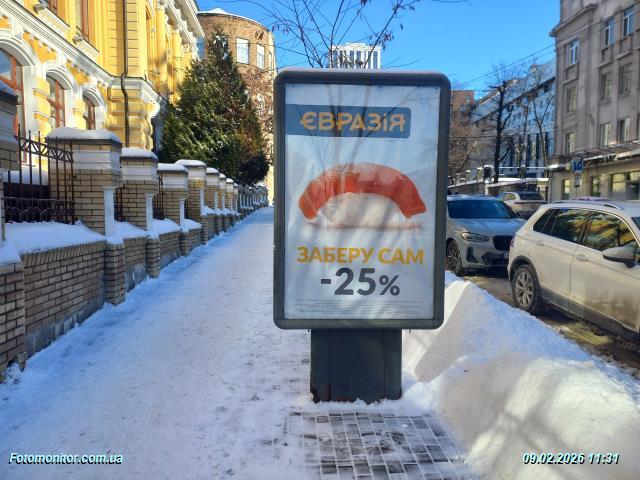 ЄВРАЗІЯ
ЗАБЕРУ САМ
-25%
Fotomonitor.com.ua
09.02.2026 11:31